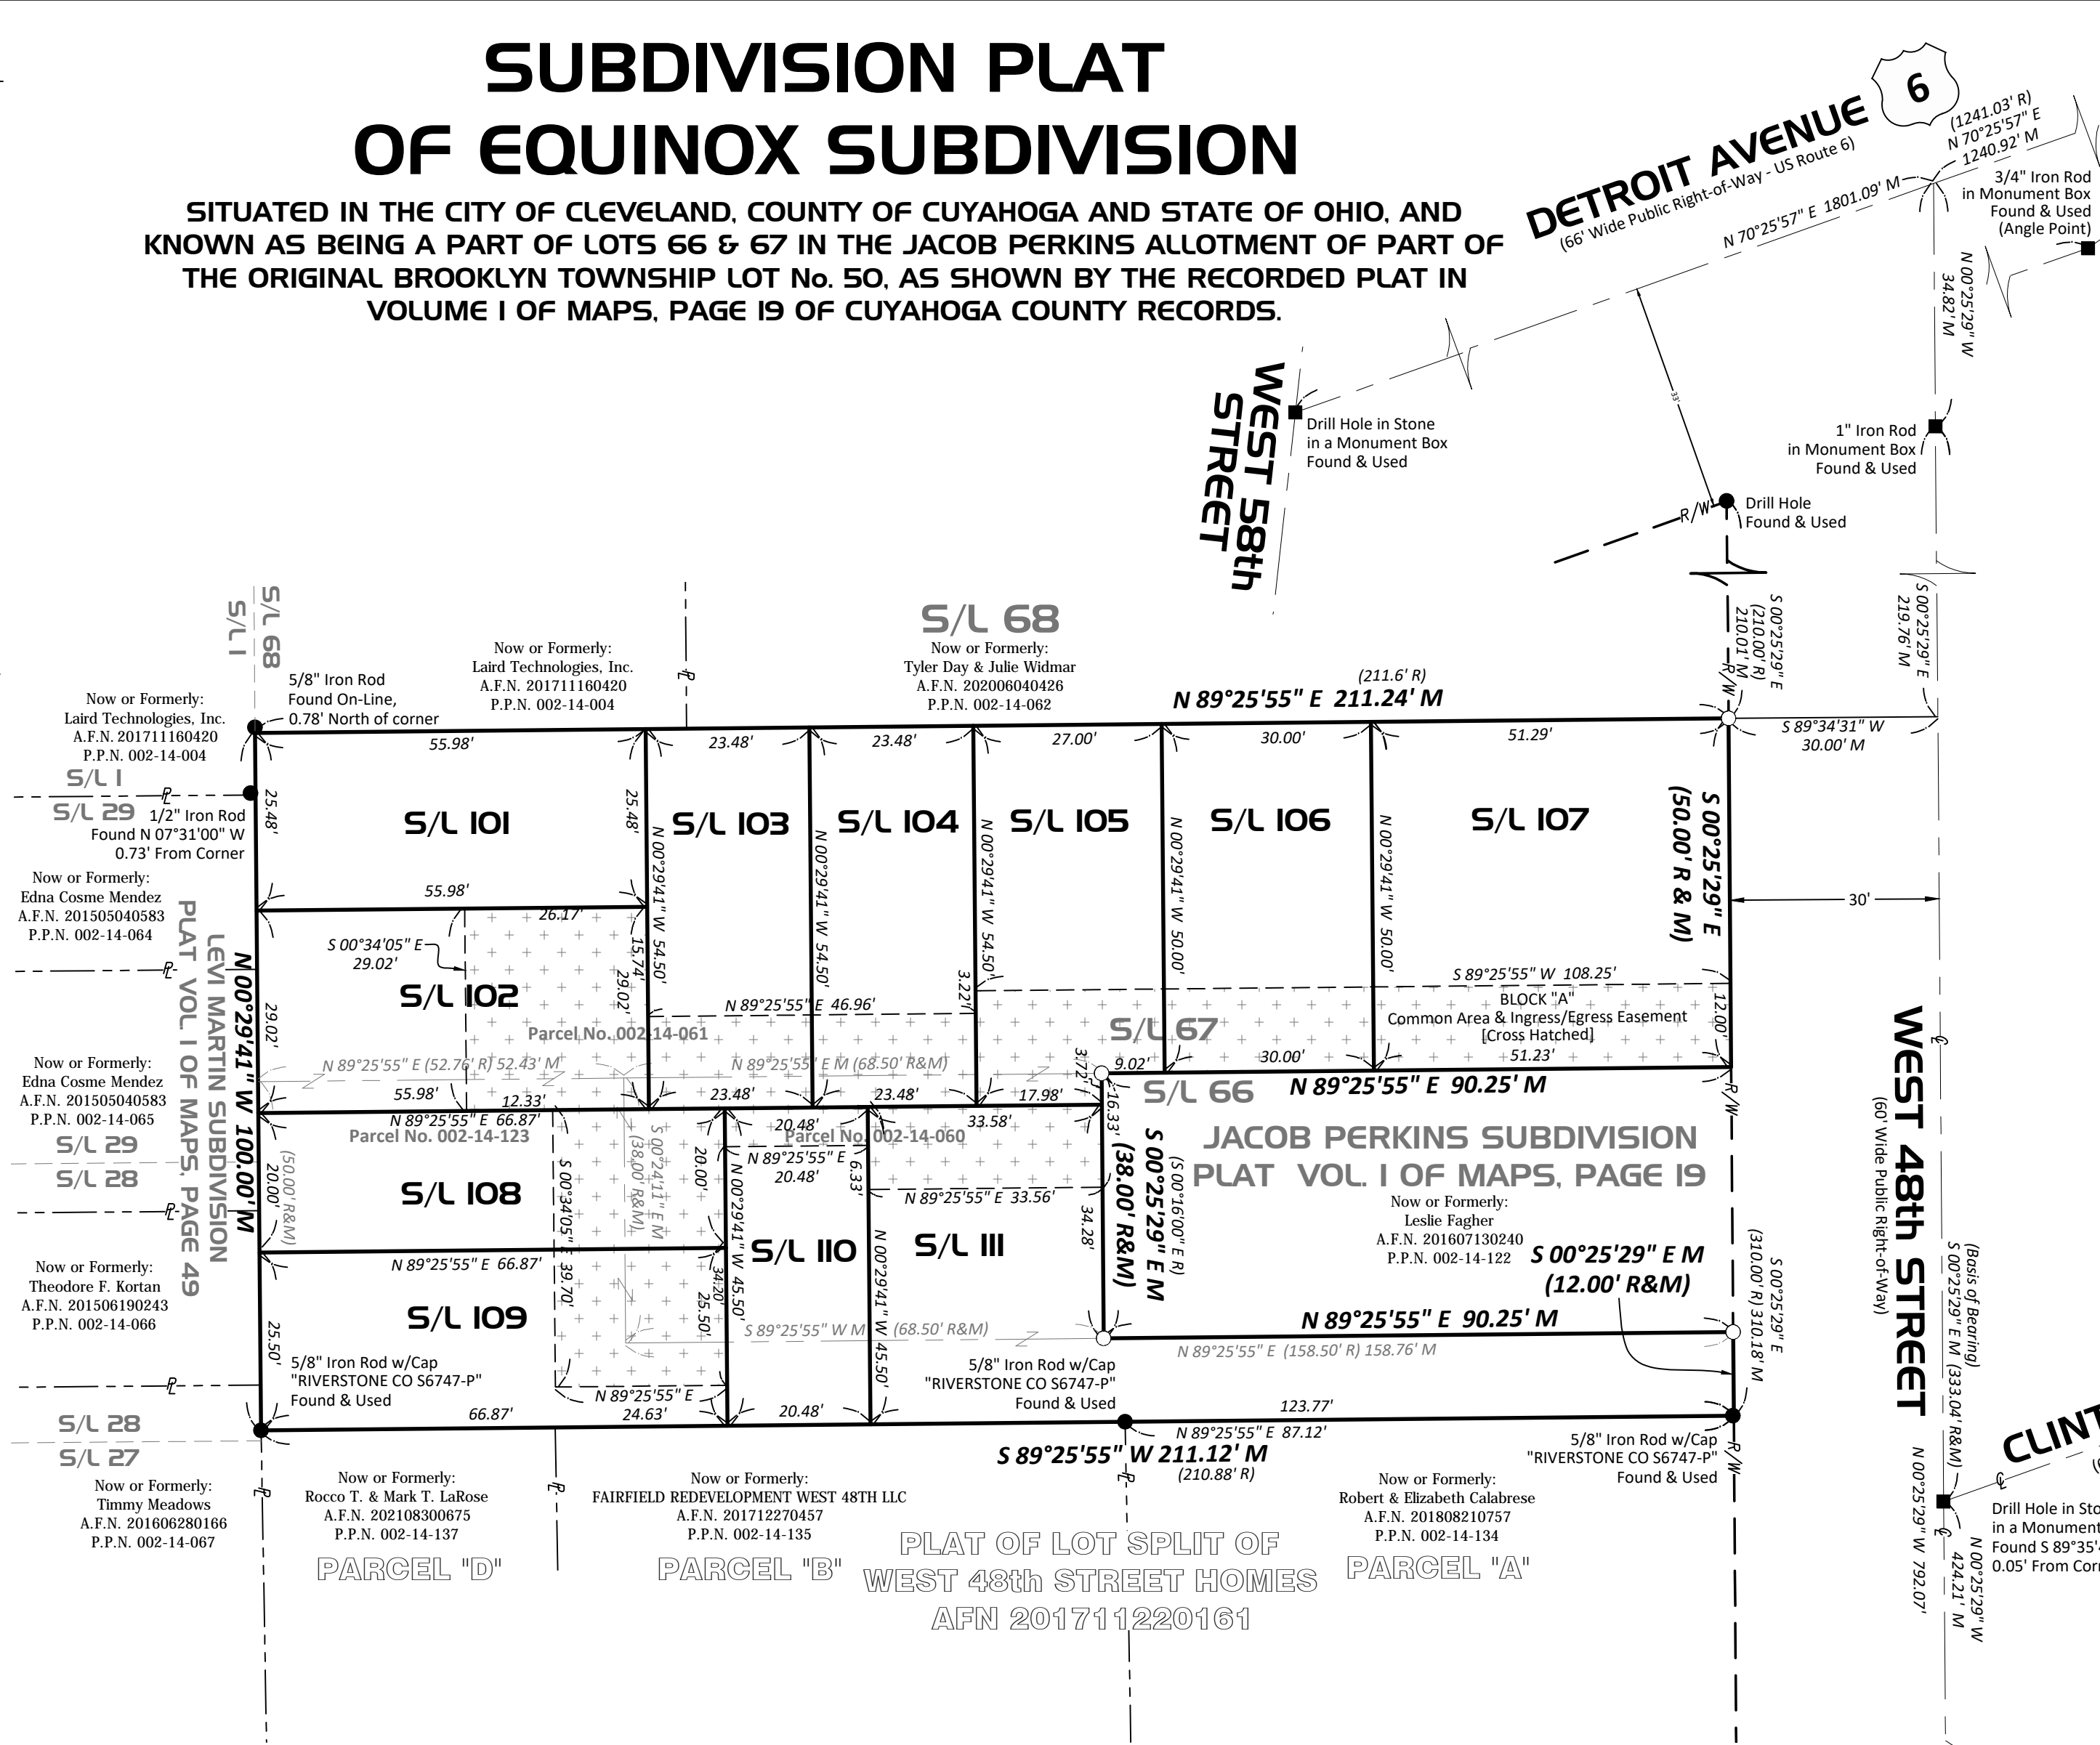 SUBDIVISION PLAT
OF EQUINOX SUBDIVISION
SITUATED IN THE CITY OF CLEVELAND, COUNTY OF CUYAHOGA AND STATE OF OHIO, AND
KNOWN AS BEING A PART OF LOTS 66 & 67 IN THE JACOB PERKINS ALLOTMENT OF PART OF
THE ORIGINAL BROOKLYN TOWNSHIP LOT No. 50, AS SHOWN BY THE RECORDED PLAT IN
VOLUME 1 OF MAPS, PAGE 19 OF CUYAHOGA COUNTY RECORDS.
DETROIT AVENUE
(66' Wide Public Right-of-Way - US Route 6)
6
(1241.03' R)
N 70°25'57" E
1240.92' M
N 70°25'57" E 1801.09' M
3/4" Iron Rod
in Monument Box
Found & Used
(Angle Point)
N 00°25'29" W
34.82' M
33'
WEST 58th
STREET
Drill Hole in Stone
in a Monument Box
Found & Used
1" Iron Rod
in Monument Box
Found & Used
R/W
Drill Hole
Found & Used
S 00°25'29" E
(210.00' R)
210.01' M
R/W
S 00°25'29" E
219.76' M
S/L 1
S/L 68
S/L 68
Now or Formerly:
Laird Technologies, Inc.
A.F.N. 201711160420
P.P.N. 002-14-004
PL
Now or Formerly:
Tyler Day & Julie Widmar
A.F.N. 202006040426
P.P.N. 002-14-062
(211.6' R)
N 89°25'55" E 211.24' M
5/8" Iron Rod
Found On-Line,
0.78' North of corner
Now or Formerly:
Laird Technologies, Inc.
A.F.N. 201711160420
P.P.N. 002-14-004
S/L 1
PL
S/L 29
1/2" Iron Rod
Found N 07°31'00" W
0.73' From Corner
55.98'
23.48'
23.48'
27.00'
30.00'
51.29'
S 89°34'31" W
30.00' M
25.48'
S/L 101
25.48'
S/L 103
S/L 104
S/L 105
S/L 106
S/L 107
N 00°29'41" W 54.50'
N 00°29'41" W 54.50'
N 00°29'41" W 54.50'
N 00°29'41" W 50.00'
N 00°29'41" W 50.00'
S 00°25'29" E
(50.00' R & M)
30'
55.98'
Now or Formerly:
Edna Cosme Mendez
A.F.N. 201505040583
P.P.N. 002-14-064
PL
26.17'
S 00°34'05" E
29.02'
15.74'
29.02'
S/L 102
29.02'
3.22'
N 89°25'55" E 46.96'
S 89°25'55" W 108.25'
BLOCK "A"
Common Area & Ingress/Egress Easement
[Cross Hatched]
51.23'
12.00'
Parcel No. 002-14-061
S/L 67
PLAT VOL 1 OF MAPS, PAGE 49
LEVI MARTIN SUBDIVISION
N 00°29'41" W 100.00' M
N 89°25'55" E (52.76' R) 52.43' M
N 89°25'55" E M (68.50' R&M)
3.72'
9.02'
30.00'
S/L 66
N 89°25'55" E 90.25' M
Now or Formerly:
Edna Cosme Mendez
A.F.N. 201505040583
P.P.N. 002-14-065
S/L 29
S/L 28
PL
55.98'
12.33'
23.48'
23.48'
17.98'
N 89°25'55" E 66.87'
20.48'
33.58'
16.33'
Parcel No. 002-14-123
Parcel No. 002-14-060
JACOB PERKINS SUBDIVISION
PLAT VOL. 1 OF MAPS, PAGE 19
R/W
20.00'
(50.00' R&M)
S/L 108
S 00°34'05" E 39.70'
(38.00' R&M)
S 00°24'11" E M
20.00'
N 89°25'55" E
20.48'
6.33'
N 89°25'55" E 33.56'
34.28'
(38.00' R&M)
S 00°25'29" E M
(S 00°16'00" E R)
Now or Formerly:
Leslie Fagher
A.F.N. 201607130240
P.P.N. 002-14-122
S 00°25'29" E M
(12.00' R&M)
N 00°29'41" W 45.50'
S/L 110
N 00°29'41" W 45.50'
S/L 111
N 89°25'55" E 66.87'
34.20'
25.50'
S/L 109
25.50'
Now or Formerly:
Theodore F. Kortan
A.F.N. 201506190243
P.P.N. 002-14-066
PL
S 89°25'55" W M
(68.50' R&M)
N 89°25'55" E 90.25' M
N 89°25'55" E (158.50' R) 158.76' M
5/8" Iron Rod w/Cap
"RIVERSTONE CO S6747-P"
Found & Used
N 89°25'55" E
24.63'
5/8" Iron Rod w/Cap
"RIVERSTONE CO S6747-P"
Found & Used
66.87'
20.48'
123.77'
N 89°25'55" E 87.12'
S 89°25'55" W 211.12' M
(210.88' R)
5/8" Iron Rod w/Cap
"RIVERSTONE CO S6747-P"
Found & Used
R/W
(310.00' R) 310.18' M
S 00°25'29" E
WEST 48th STREET
(60' Wide Public Right-of-Way)
CL
(Basis of Bearing)
S 00°25'29" E M (333.04' R&M)
CLINT
CL
CL
N 00°25'29" W 792.07'
N 00°25'29" W
424.21' M
Drill Hole in Sto
in a Monument
Found S 89°35'
0.05' From Cor
S/L 28
S/L 27
Now or Formerly:
Timmy Meadows
A.F.N. 201606280166
P.P.N. 002-14-067
PL
Now or Formerly:
Rocco T. & Mark T. LaRose
A.F.N. 202108300675
P.P.N. 002-14-137
PARCEL "D"
PL
Now or Formerly:
FAIRFIELD REDEVELOPMENT WEST 48TH LLC
A.F.N. 201712270457
P.P.N. 002-14-135
PARCEL "B"
PL
PLAT OF LOT SPLIT OF
WEST 48th STREET HOMES
AFN 201711220161
Now or Formerly:
Robert & Elizabeth Calabrese
A.F.N. 201808210757
P.P.N. 002-14-134
PARCEL "A"